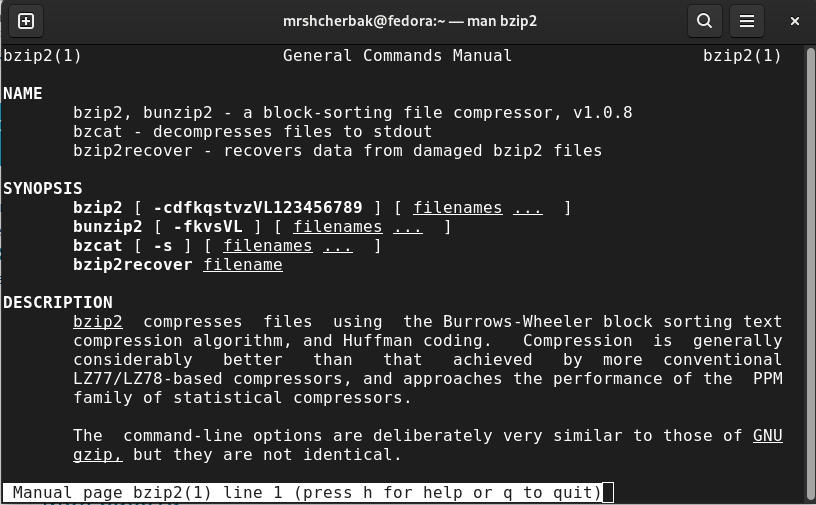 mrshcherbak@fedora:~ — man bzip2
bzip2(1) General Commands Manual bzip2(1)
NAME
bzip2, bunzip2 - a block-sorting file compressor, v1.0.8
bzcat - decompresses files to stdout
bzip2recover - recovers data from damaged bzip2 files
SYNOPSIS
bzip2 [ -cdfkqstvzVL123456789 ] [ filenames ... ]
bunzip2 [ -fkvsVL ] [ filenames ... ]
bzcat [ -s ] [ filenames ... ]
bzip2recover filename
DESCRIPTION
bzip2 compresses files using the Burrows-Wheeler block sorting text
compression algorithm, and Huffman coding. Compression is generally
considerably better than that achieved by more conventional
LZ77/LZ78-based compressors, and approaches the performance of the PPM
family of statistical compressors.
The command-line options are deliberately very similar to those of GNU
gzip, but they are not identical.
Manual page bzip2(1) line 1 (press h for help or q to quit)